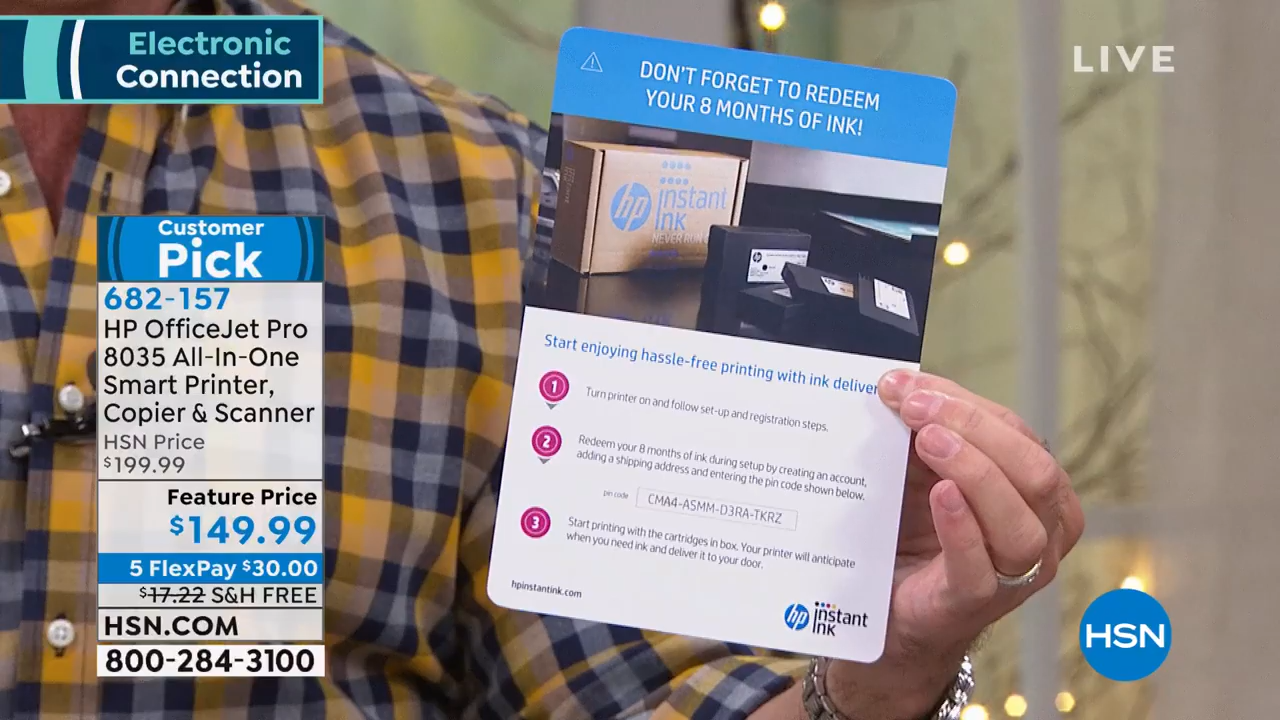 Electronic
Connection
LIVE
Customer
Pick
682-157
HP OfficeJet Pro
8035 All-In-One
Smart Printer,
Copier & Scanner
HSN Price
$199.99
Feature Price
$149.99
5 FlexPay $30.00
$17.22 S&H FREE
HSN.COM
800-284-3100
DON'T FORGET TO REDEEM
YOUR 8 MONTHS OF INK!
hp instant
ink
NEVER RUN
hp
Start enjoying hassle-free printing with ink deliver
1
Turn printer on and follow set-up and registration steps.
2
Redeem your 8 months of ink during setup by creating an account,
adding a shipping address and entering the pin code shown below.
pin code CMA4-ASMM-D3RA-TKRZ
3
Start printing with the cartridges in box. Your printer will anticipate
when you need ink and deliver it to your door.
hpinstantink.com
hp instant
ink
HSN